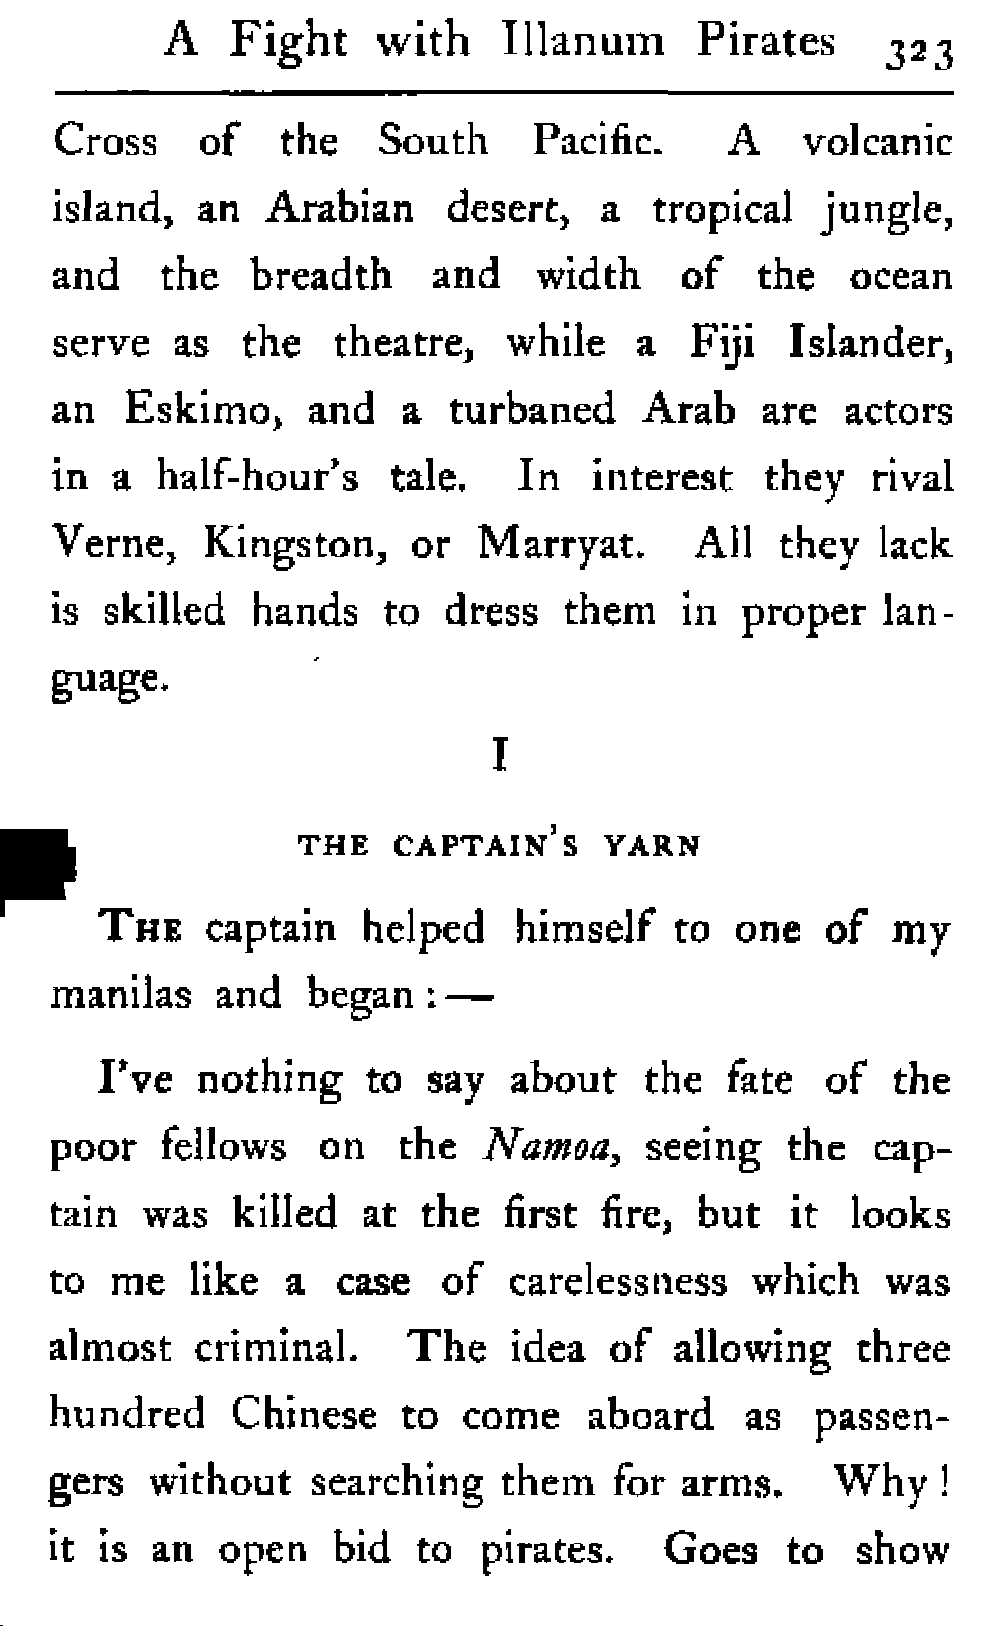 A Fight with Illanum Pirates 323
Cross of the South Pacific. A volcanic
island, an Arabian desert, a tropical jungle,
and the breadth and width of the ocean
serve as the theatre, while a Fiji Islander,
an Eskimo, and a turbaned Arab are actors
in a half-hour's tale. In interest they rival
Verne, Kingston, or Marryat. All they lack
is skilled hands to dress them in proper lan-
guage.
I
THE CAPTAIN'S YARN
THE captain helped himself to one of my
manilas and began:—
I've nothing to say about the fate of the
poor fellows on the Namoa, seeing the cap-
tain was killed at the first fire, but it looks
to me like a case of carelessness which was
almost criminal. The idea of allowing three
hundred Chinese to come aboard as passen-
gers without searching them for arms. Why!
it is an open bid to pirates. Goes to show